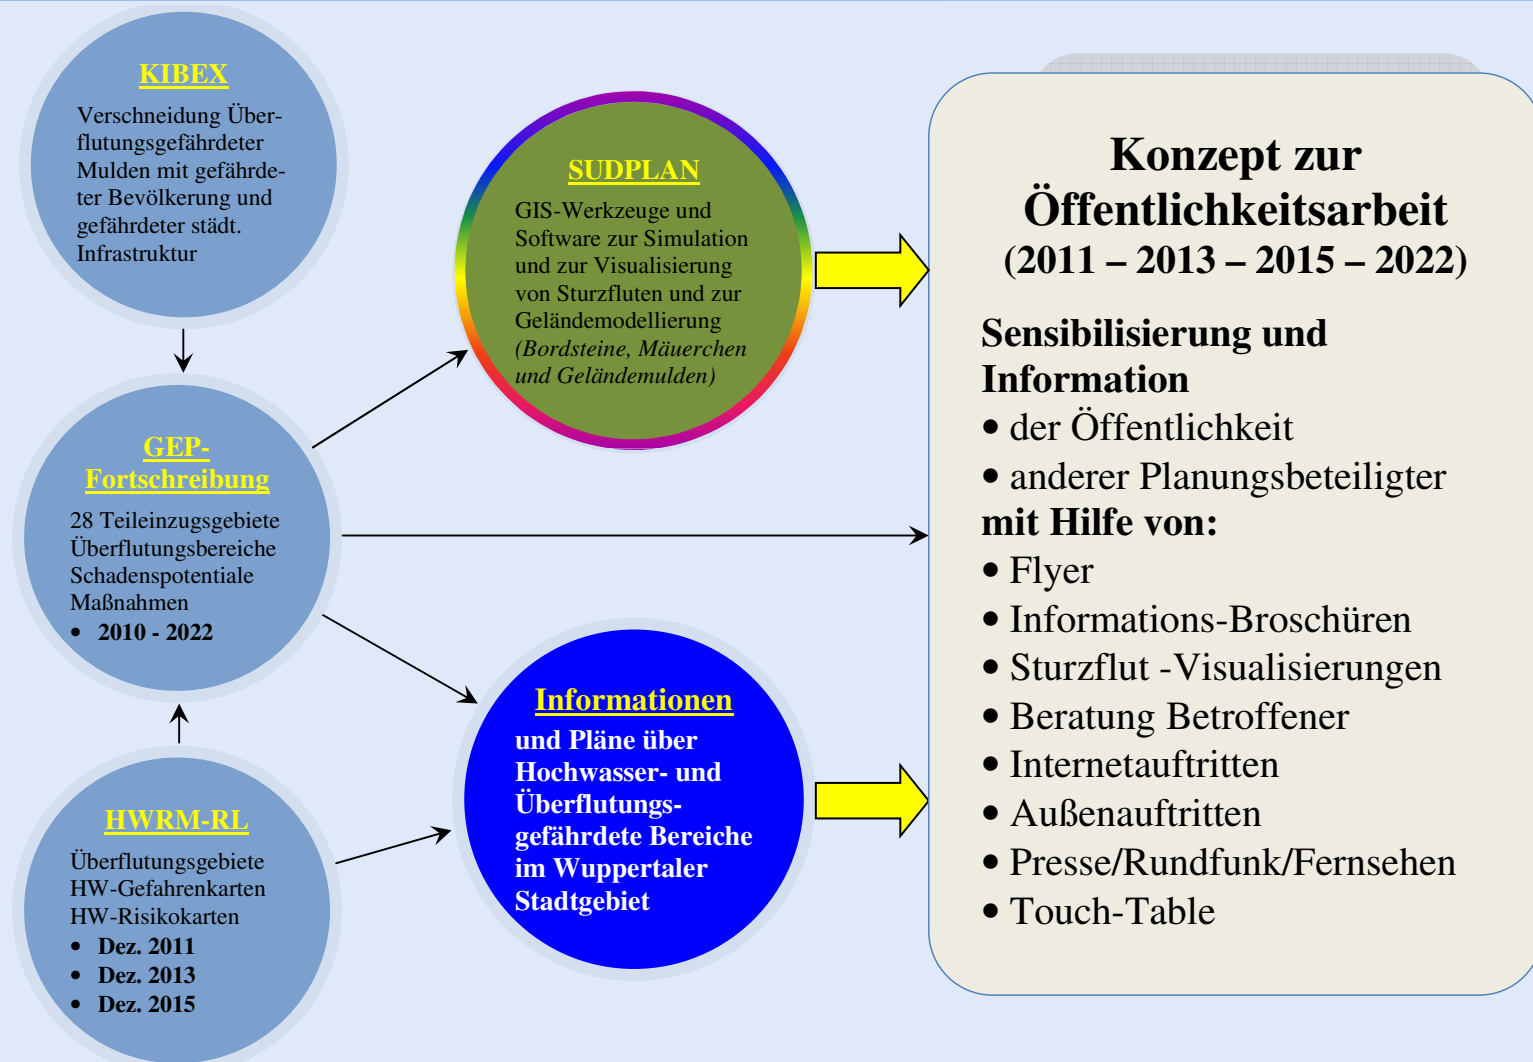 KIBEX
Verschneidung Über-
flutungsgefährdeter
Mulden mit gefährde-
ter Bevölkerung und
gefährdeter städt.
Infrastruktur
GEP-
Fortschreibung
28 Teileinzugsgebiete
Überflutungsbereiche
Schadenspotentiale
Maßnahmen
• 2010 - 2022
HWRM-RL
Überflutungsgebiete
HW-Gefahrenkarten
HW-Risikokarten
• Dez. 2011
• Dez. 2013
• Dez. 2015
SUDPLAN
GIS-Werkzeuge und
Software zur Simulation
und zur Visualisierung
von Sturzfluten und zur
Geländemodellierung
(Bordsteine, Mäuerchen
und Geländemulden)
Informationen
und Pläne über
Hochwasser- und
Überflutungs-
gefährdete Bereiche
im Wuppertaler
Stadtgebiet
Konzept zur
Öffentlichkeitsarbeit
(2011 – 2013 – 2015 – 2022)
Sensibilisierung und
Information
• der Öffentlichkeit
• anderer Planungsbeteiligter
mit Hilfe von:
• Flyer
• Informations-Broschüren
• Sturzflut -Visualisierungen
• Beratung Betroffener
• Internetauftritten
• Außenauftritten
• Presse/Rundfunk/Fernsehen
• Touch-Table